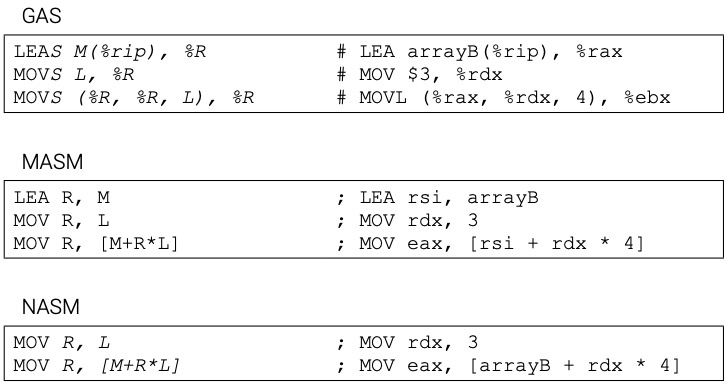 GAS
LEAS M(%rip), %R # LEA arrayB(%rip), %rax
MOVS L, %R # MOV $3, %rdx
MOVS (%R, %R, L), %R # MOVL (%rax, %rdx, 4), %ebx
MASM
LEA R, M ; LEA rsi, arrayB
MOV R, L ; MOV rdx, 3
MOV R, [M+R*L] ; MOV eax, [rsi + rdx * 4]
NASM
MOV R, L ; MOV rdx, 3
MOV R, [M+R*L] ; MOV eax, [arrayB + rdx * 4]